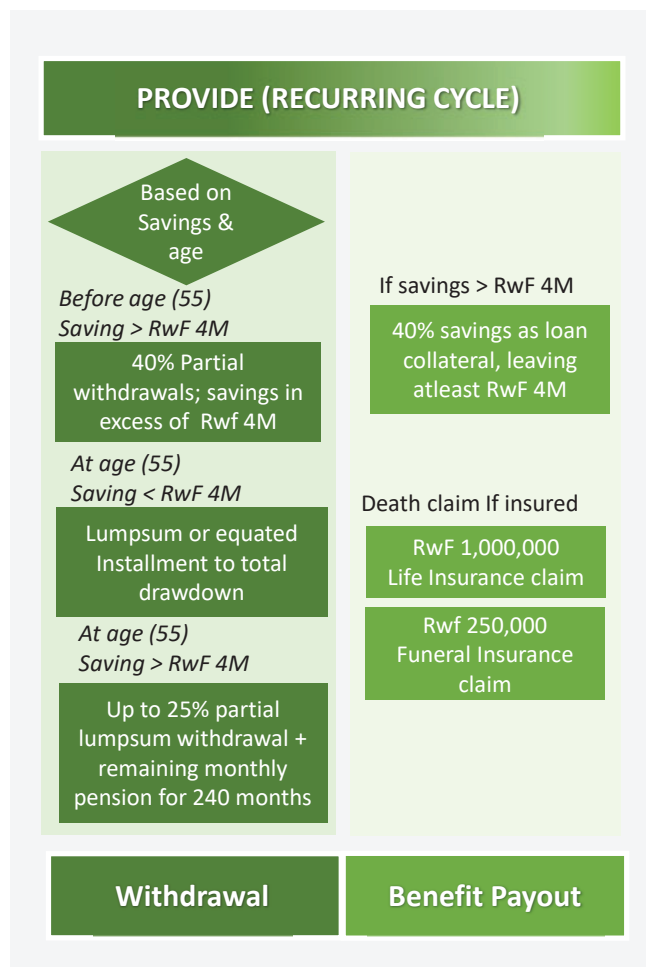 PROVIDE (RECURRING CYCLE)
Based on
Savings &
age
Before age (55)
Saving > RwF 4M
40% Partial
withdrawals; savings in
excess of Rwf 4M
At age (55)
Saving < RwF 4M
Lumpsum or equated
Installment to total
drawdown
At age (55)
Saving > RwF 4M
Up to 25% partial
lumpsum withdrawal +
remaining monthly
pension for 240 months
Withdrawal
If savings > RwF 4M
40% savings as loan
collateral, leaving
atleast RwF 4M
Death claim If insured
RwF 1,000,000
Life Insurance claim
Rwf 250,000
Funeral Insurance
claim
Benefit Payout